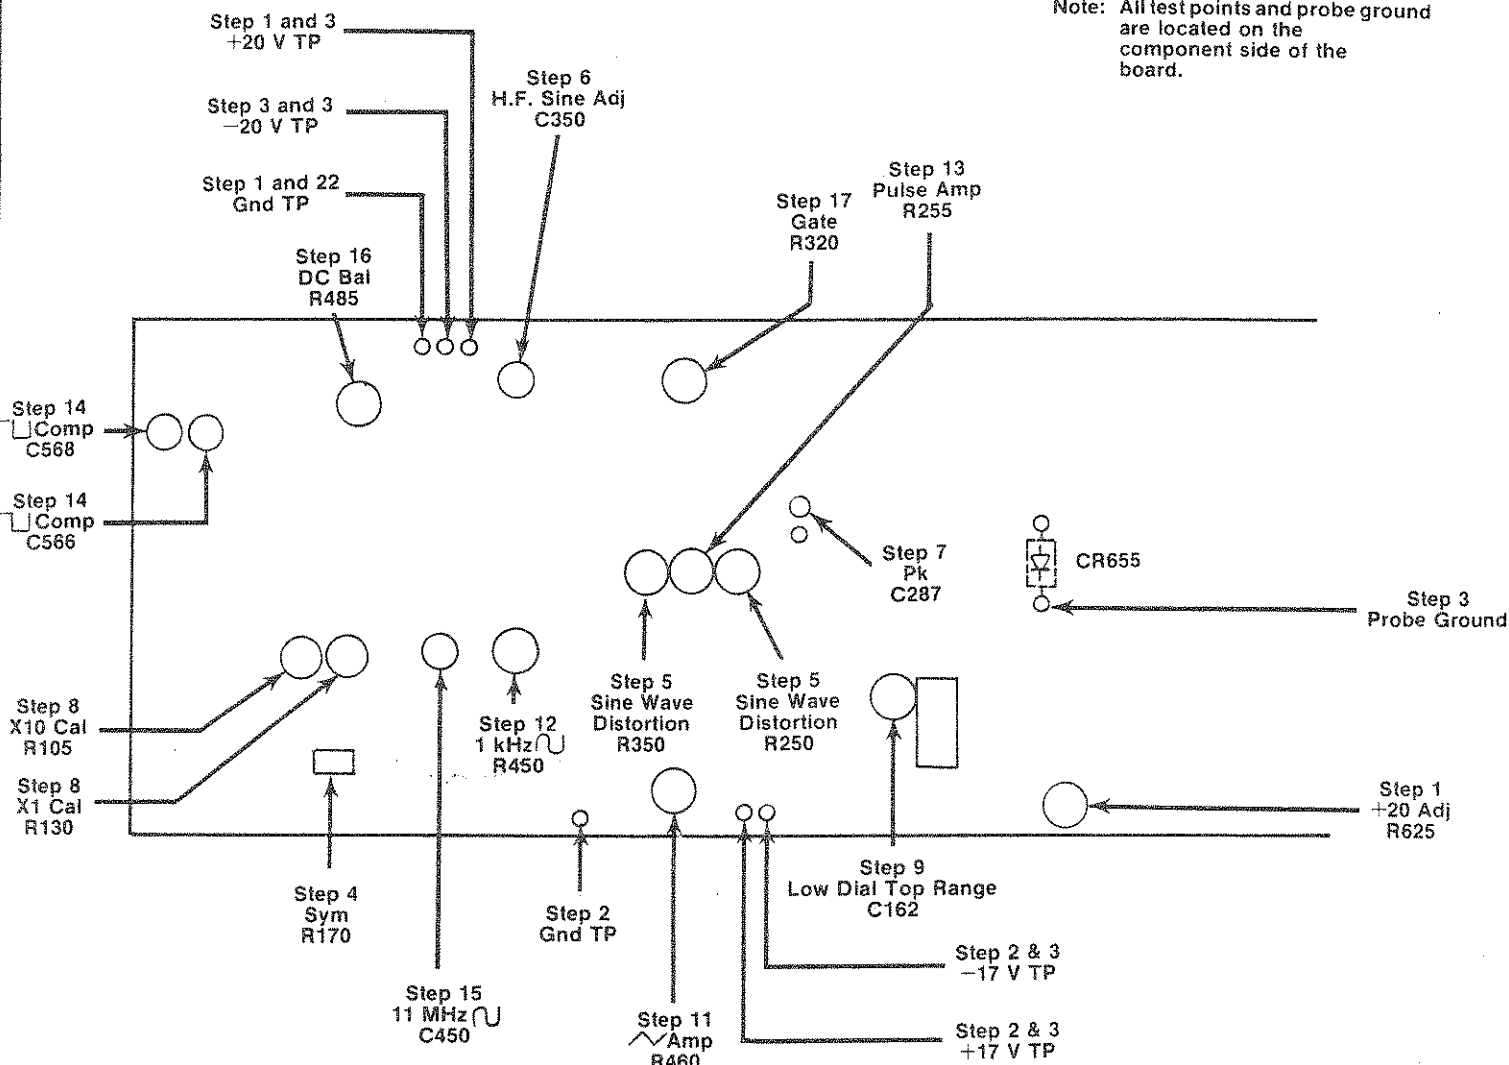 Note: All test points and probe ground
are located on the
component side of the
board.
Step 1 and 3
+20 V TP
Step 6
H.F. Sine Adj
C350
Step 3 and 3
−20 V TP
Step 1 and 22
Gnd TP
Step 13
Pulse Amp
R255
Step 17
Gate
R320
Step 16
DC Bal
R485
Step 14
Comp
C568
Step 14
Comp
C566
Step 7
Pk
C287
CR655
Step 3
Probe Ground
Step 8
X10 Cal
R105
Step 8
X1 Cal
R130
Step 12
1 kHz
R450
Step 5
Sine Wave
Distortion
R350
Step 5
Sine Wave
Distortion
R250
Step 1
+20 Adj
R625
Step 4
Sym
R170
Step 2
Gnd TP
Step 9
Low Dial Top Range
C162
Step 15
11 MHz
C450
Step 11
Amp
R460
Step 2 & 3
−17 V TP
Step 2 & 3
+17 V TP